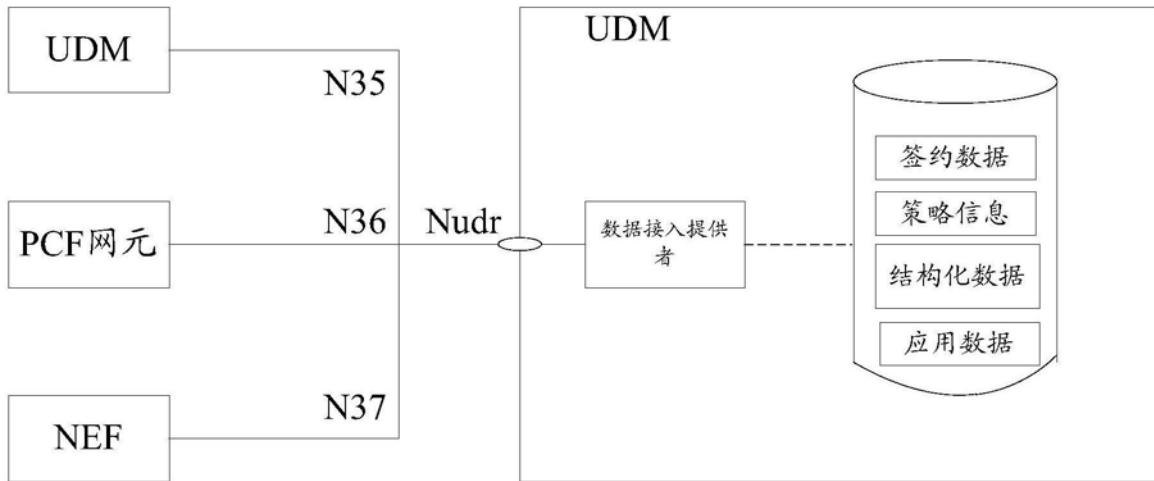 UDM
N35
PCF网元
N36
Nudr
NEF
N37
UDM
数据接入提供
者
签约数据
策略信息
结构化数据
应用数据